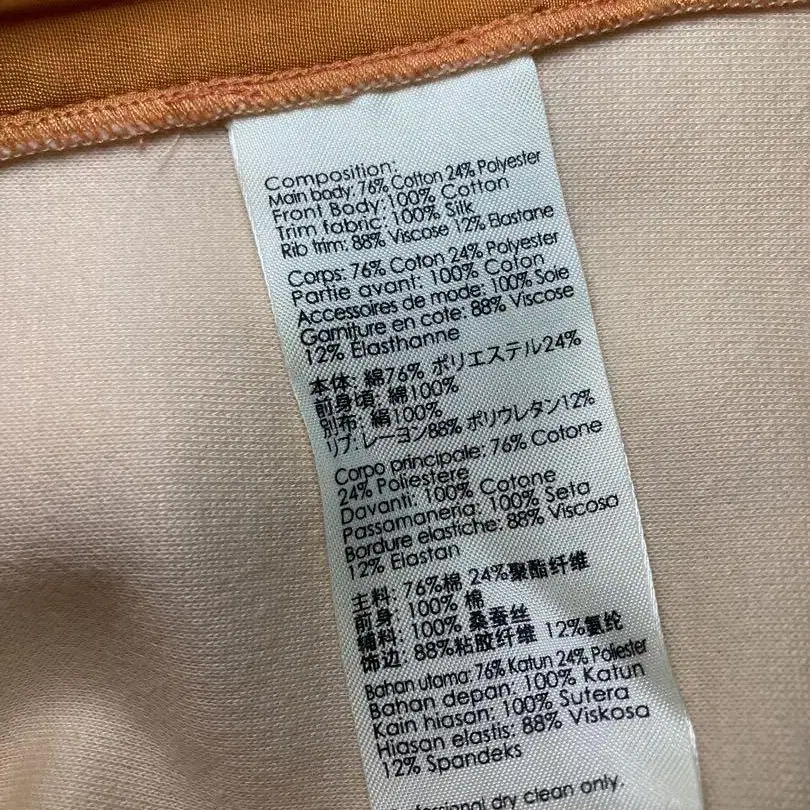 Composition:
Main body: 76% Cotton 24% Polyester
Front Body: 100% Cotton
Trim fabric: 100% Silk
Rib trim: 88% Viscose 12% Elastane
Corps: 76% Coton 24% Polyester
Partie avant: 100% Coton
Accessoires de mode: 100% Soie
Garniture en cote: 88% Viscose
12% Elasthanne
本体: 綿76% ポリエステル24%
前身頃: 綿100%
別布: 絹100%
リブ: レーヨン88% ポリウレタン12%
Corpo principale: 76% Cotone
24% Poliestere
Davanti: 100% Cotone
Passamaneria: 100% Seta
Bordure elastiche: 88% Viscosa
12% Elastan
主料: 76%棉 24%聚酯纤维
前身: 100% 棉
辅料: 100% 桑蚕丝
饰边: 88%粘胶纤维 12%氨纶
Bahan utama: 76% Katun 24% Poliester
Bahan depan: 100% Katun
Kain hiasan: 100% Sutera
Hiasan elastis: 88% Viskosa
12% Spandeks
dry clean only.